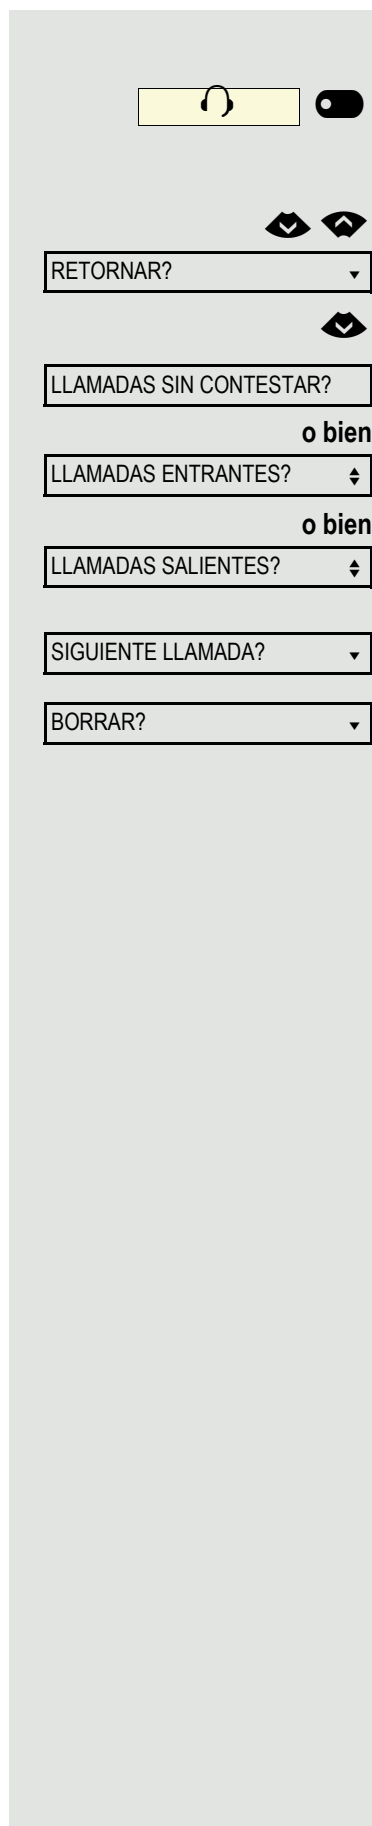 RETORNAR?
LLAMADAS SIN CONTESTAR?
o bien
LLAMADAS ENTRANTES?
o bien
LLAMADAS SALIENTES?
SIGUIENTE LLAMADA?
BORRAR?